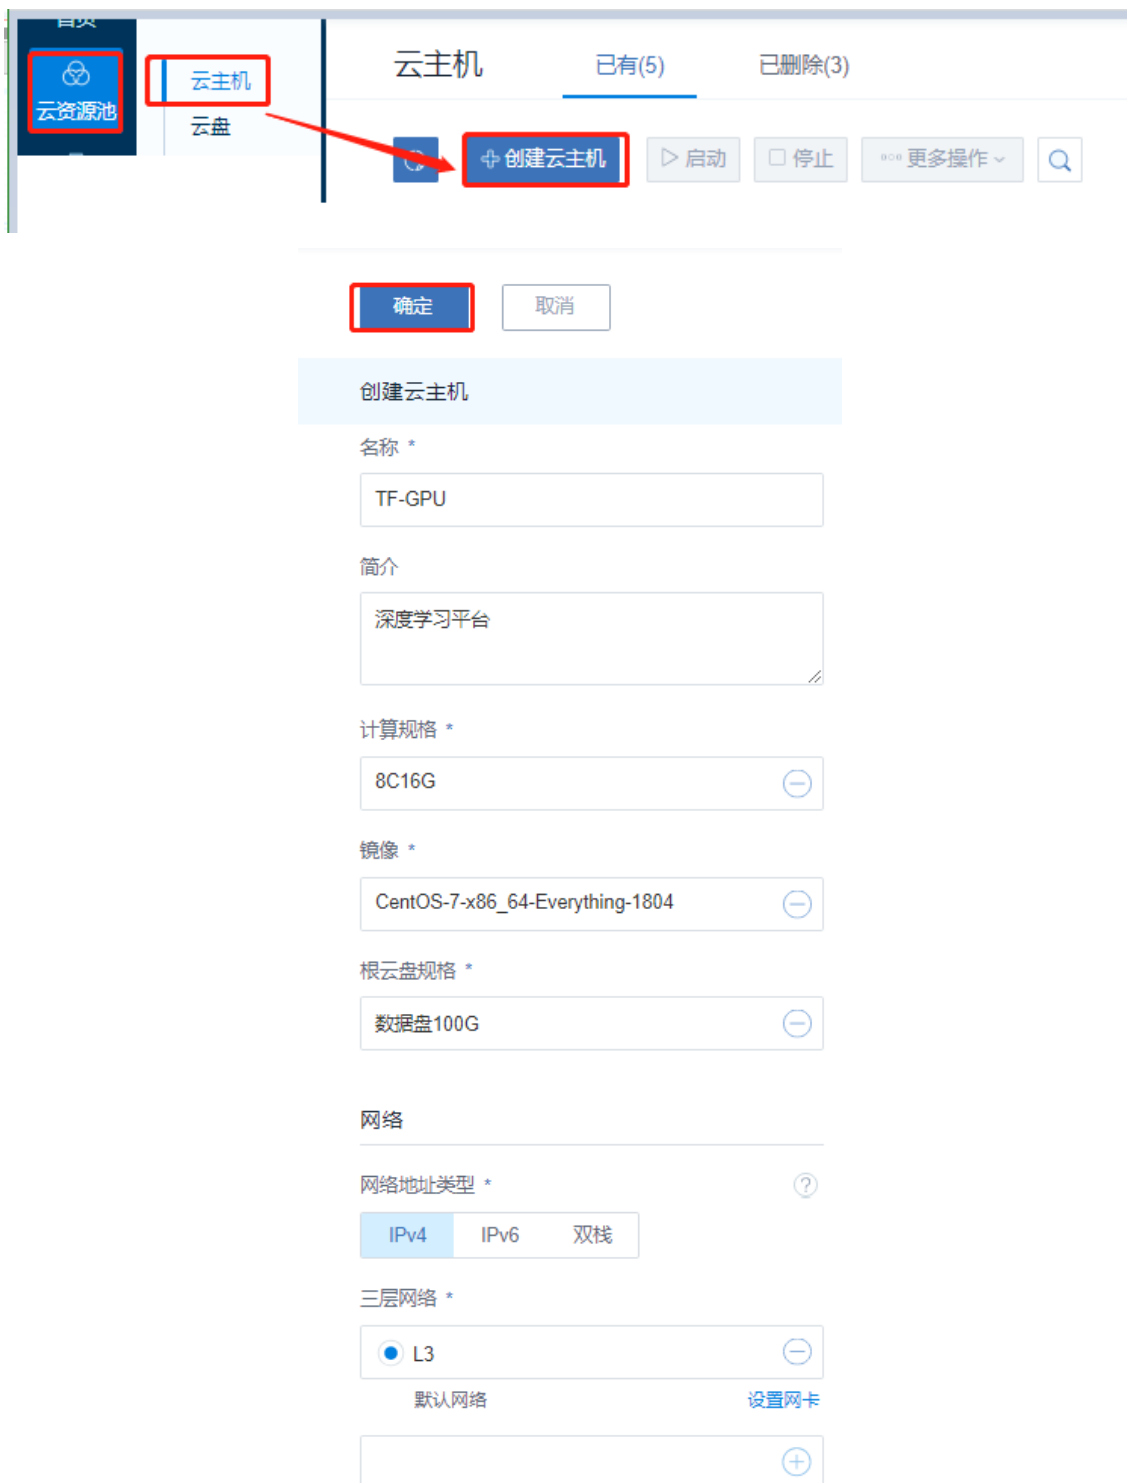 首页
云资源池
云主机
云盘
云主机 已有(5) 已删除(3)
创建云主机 启动 停止 更多操作
确定 取消
创建云主机
名称 *
TF-GPU
简介
深度学习平台
计算规格 *
8C16G
镜像 *
CentOS-7-x86_64-Everything-1804
根云盘规格 *
数据盘100G
网络
网络地址类型 *
IPv4 IPv6 双栈
三层网络 *
L3
默认网络 设置网卡